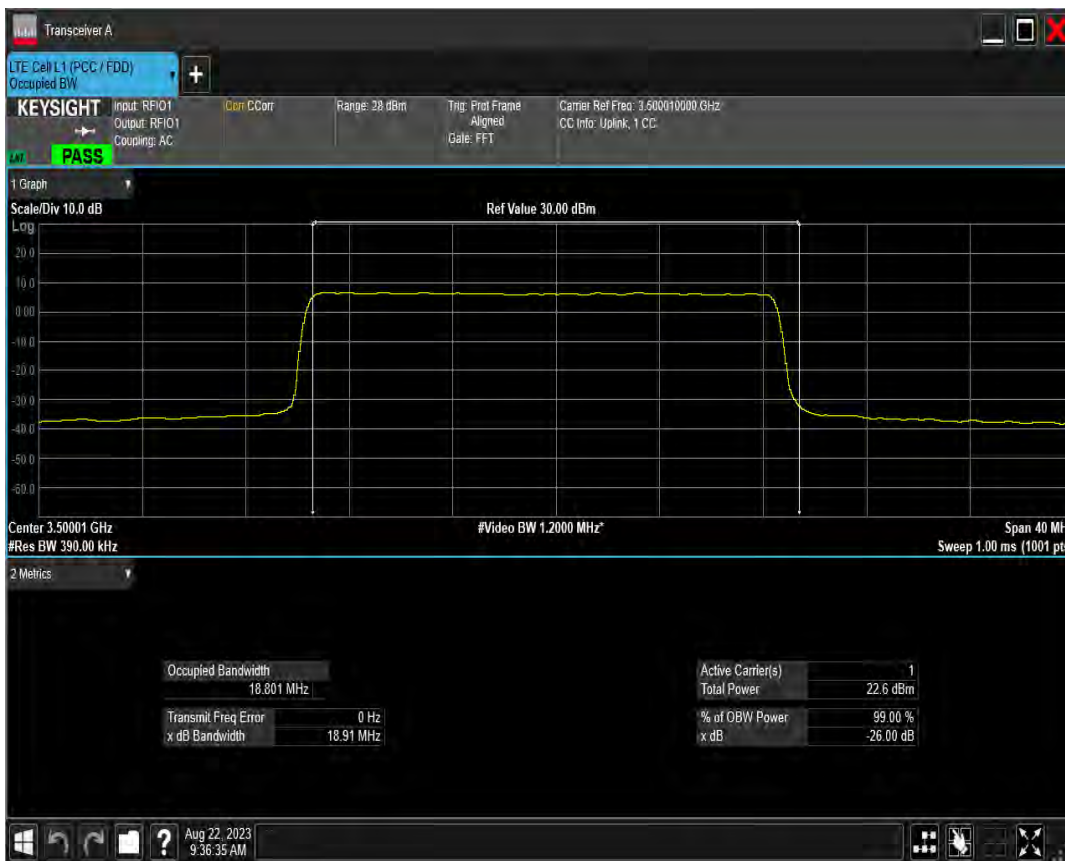 Transceiver A
LTE Cell L1 (PCC / FDD)
Occupied BW
+
KEYSIGHT
PASS
Input: RFIO1
Output: RFIO1
Coupling: AC
Corr CCorr
Range: 28 dBm
Trig: Prot Frame
Aligned
Gate: FFT
Carrier Ref Freq: 3.500010000 GHz
CC Info: Uplink, 1 CC
1 Graph
Scale/Div 10.0 dB
Ref Value 30.00 dBm
Log
20.0
10.0
0.00
-10.0
-20.0
-30.0
-40.0
-50.0
-60.0
Center 3.50001 GHz
#Video BW 1.2000 MHz*
Span 40 MH
#Res BW 390.00 kHz
Sweep 1.00 ms (1001 pt
2 Metrics
Occupied Bandwidth
18.801 MHz
Transmit Freq Error 0 Hz
x dB Bandwidth 18.91 MHz
Active Carrier(s) 1
Total Power 22.6 dBm
% of OBW Power 99.00 %
x dB -26.00 dB
?
Aug 22, 2023
9:36:35 AM